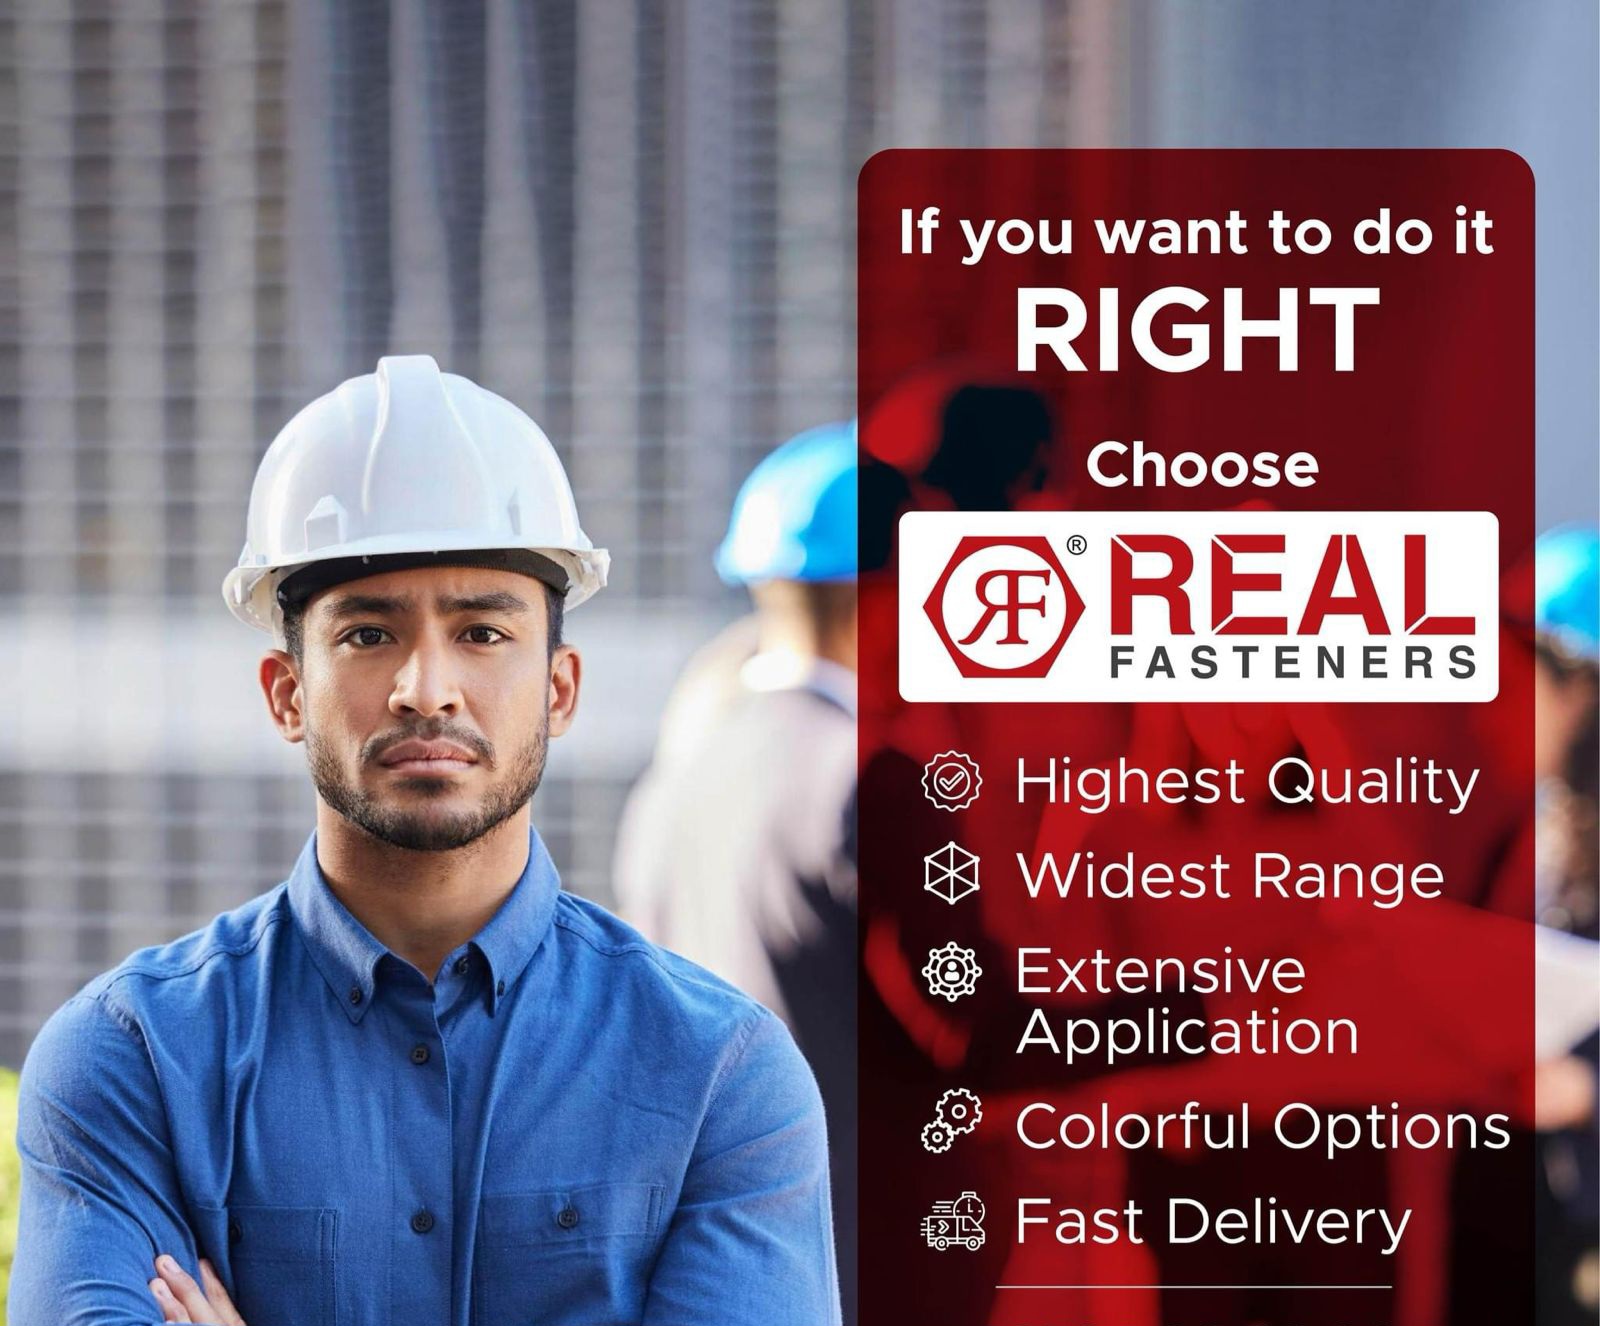 If you want to do it
RIGHT
Choose
RF®
REAL
FASTENERS
Highest Quality
Widest Range
Extensive
Application
Colorful Options
Fast Delivery